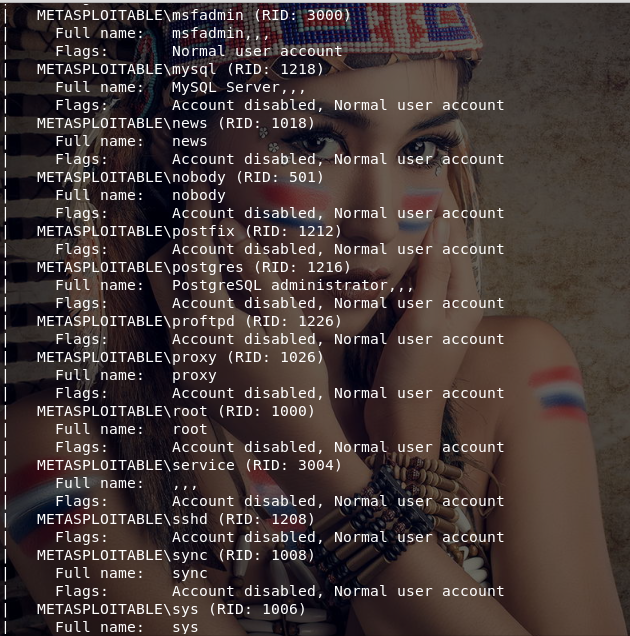 |   METASPLOITABLE\msfadmin (RID: 3000)
|     Full name:   msfadmin,,,
|     Flags:       Normal user account
|   METASPLOITABLE\mysql (RID: 1218)
|     Full name:   MySQL Server,,,
|     Flags:       Account disabled, Normal user account
|   METASPLOITABLE\news (RID: 1018)
|     Full name:   news
|     Flags:       Account disabled, Normal user account
|   METASPLOITABLE\nobody (RID: 501)
|     Full name:   nobody
|     Flags:       Account disabled, Normal user account
|   METASPLOITABLE\postfix (RID: 1212)
|     Flags:       Account disabled, Normal user account
|   METASPLOITABLE\postgres (RID: 1216)
|     Full name:   PostgreSQL administrator,,,
|     Flags:       Account disabled, Normal user account
|   METASPLOITABLE\proftpd (RID: 1226)
|     Flags:       Account disabled, Normal user account
|   METASPLOITABLE\proxy (RID: 1026)
|     Full name:   proxy
|     Flags:       Account disabled, Normal user account
|   METASPLOITABLE\root (RID: 1000)
|     Full name:   root
|     Flags:       Account disabled, Normal user account
|   METASPLOITABLE\service (RID: 3004)
|     Full name:   ,,,
|     Flags:       Account disabled, Normal user account
|   METASPLOITABLE\sshd (RID: 1208)
|     Flags:       Account disabled, Normal user account
|   METASPLOITABLE\sync (RID: 1008)
|     Full name:   sync
|     Flags:       Account disabled, Normal user account
|   METASPLOITABLE\sys (RID: 1006)
|     Full name:   sys